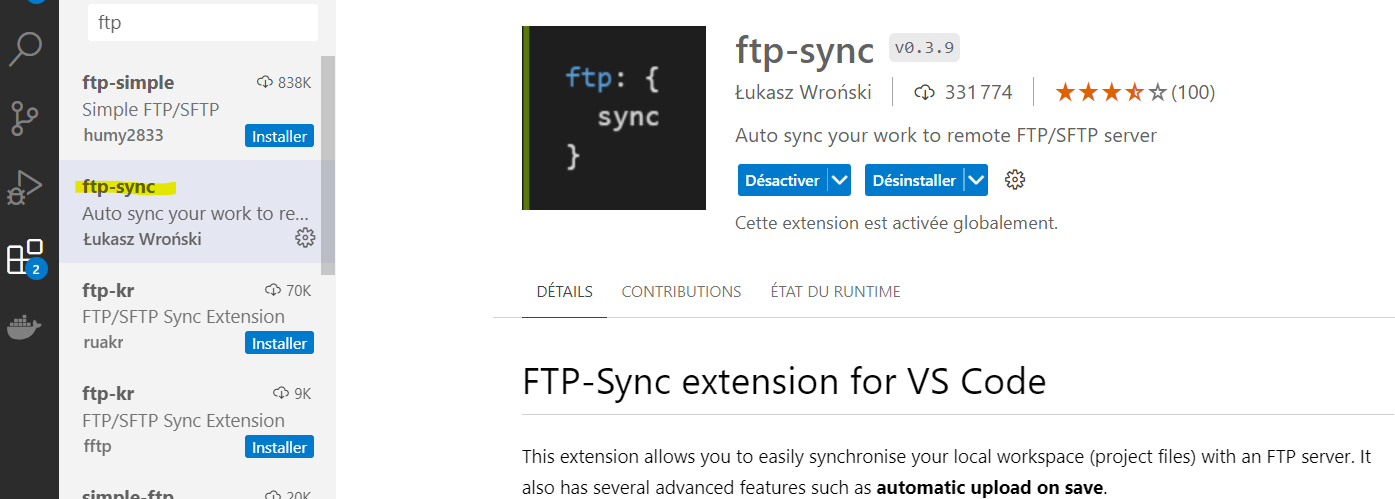 ftp
ftp-simple 838K
Simple FTP/SFTP
humy2833 Installer
ftp-sync
Auto sync your work to re...
Łukasz Wroński
2
ftp-kr 70K
FTP/SFTP Sync Extension
ruakr Installer
ftp-kr 9K
FTP/SFTP Sync Extension
fftp Installer
simple-ftp 20K
ftp: {
sync
}
ftp-sync v0.3.9
Łukasz Wroński 331 774 (100)
Auto sync your work to remote FTP/SFTP server
Désactiver Désinstaller
Cette extension est activée globalement.
DÉTAILS CONTRIBUTIONS ÉTAT DU RUNTIME
FTP-Sync extension for VS Code
This extension allows you to easily synchronise your local workspace (project files) with an FTP server. It
also has several advanced features such as automatic upload on save.